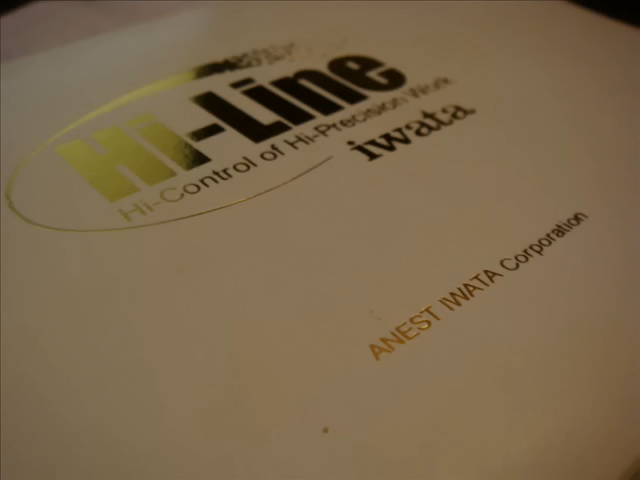 Hi-Line
Hi-Control of Hi-Precision Work
iwata
ANEST IWATA Corporation